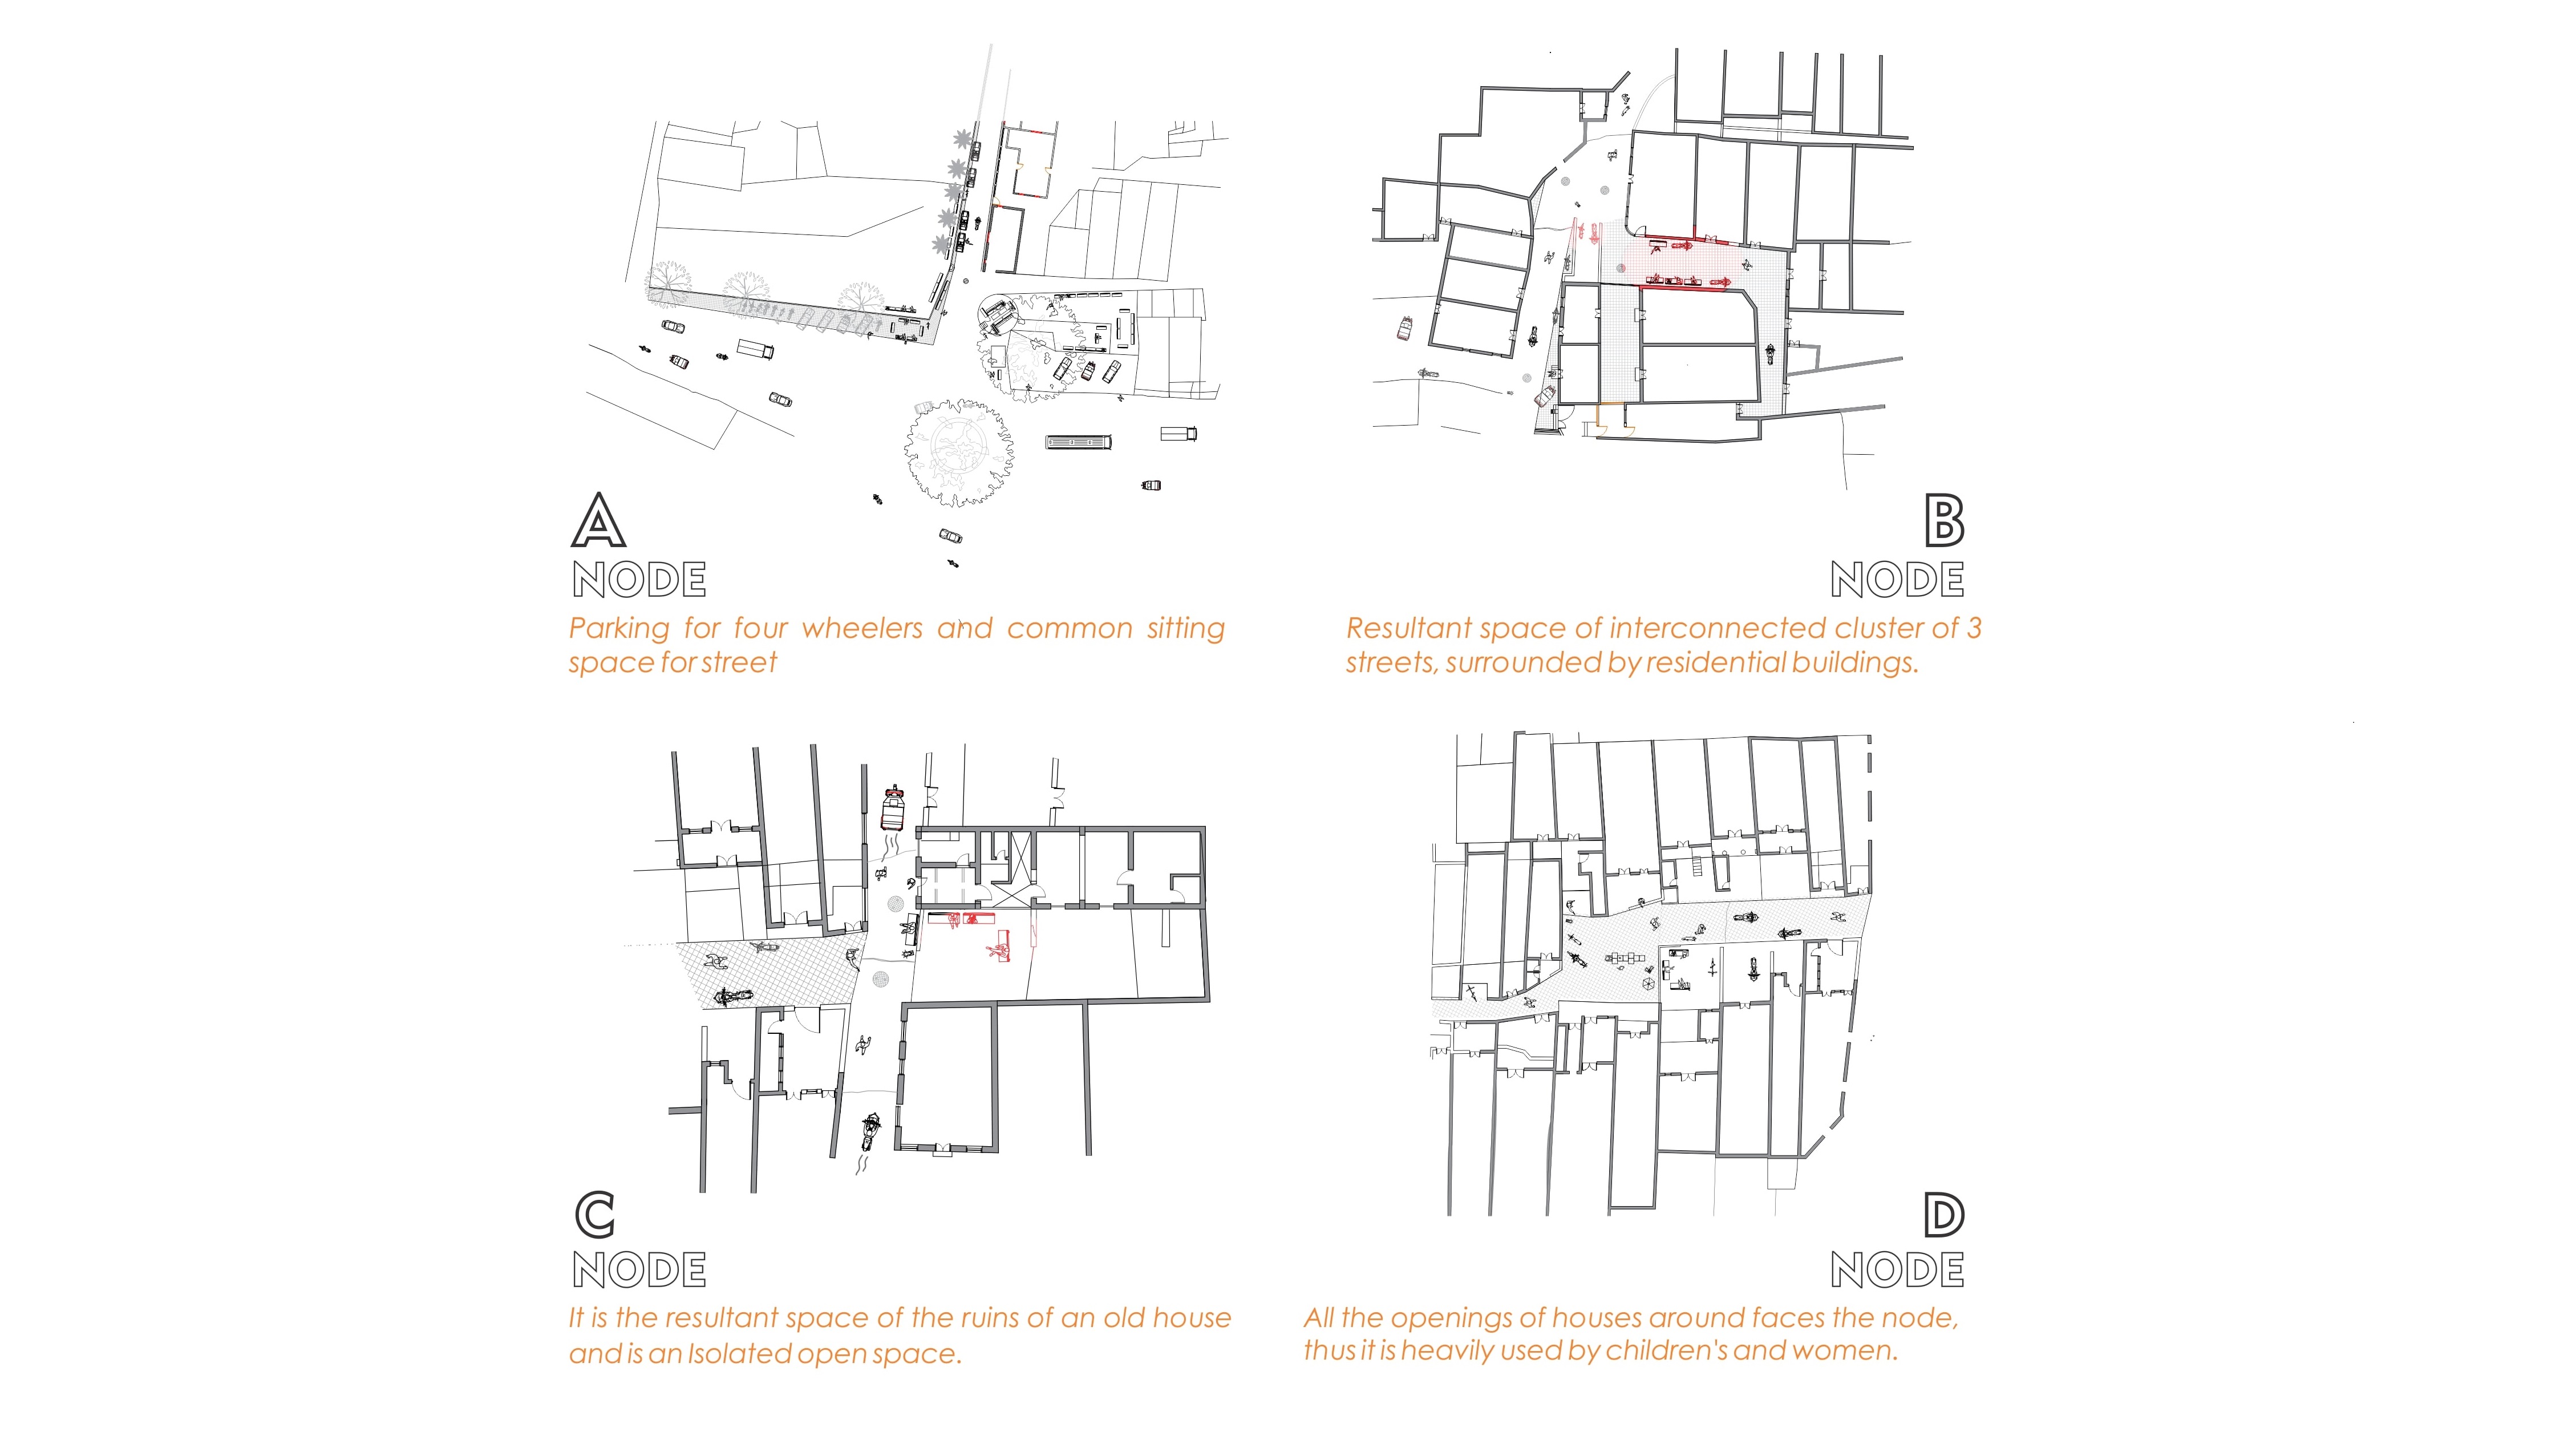 A
NODE
Parking for four wheelers and common sitting
space for street
B
NODE
Resultant space of interconnected cluster of 3
streets, surrounded by residential buildings.
C
NODE
It is the resultant space of the ruins of an old house
and is an Isolated open space.
D
NODE
All the openings of houses around faces the node,
thus it is heavily used by children's and women.